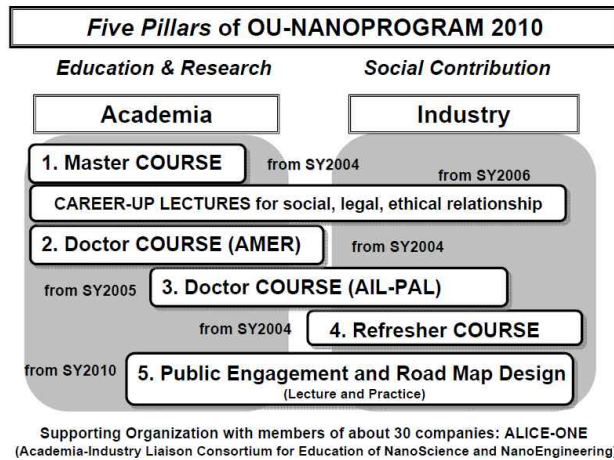 Five Pillars of OU-NANOPROGRAM 2010
Education & Research
Social Contribution
Academia
Industry
1. Master COURSE
from SY2004
from SY2006
CAREER-UP LECTURES for social, legal, ethical relationship
2. Doctor COURSE (AMER)
from SY2004
from SY2005
3. Doctor COURSE (AIL-PAL)
from SY2004
4. Refresher COURSE
from SY2010
5. Public Engagement and Road Map Design
(Lecture and Practice)
Supporting Organization with members of about 30 companies: ALICE-ONE
(Academia-Industry Liaison Consortium for Education of NanoScience and NanoEngineering)